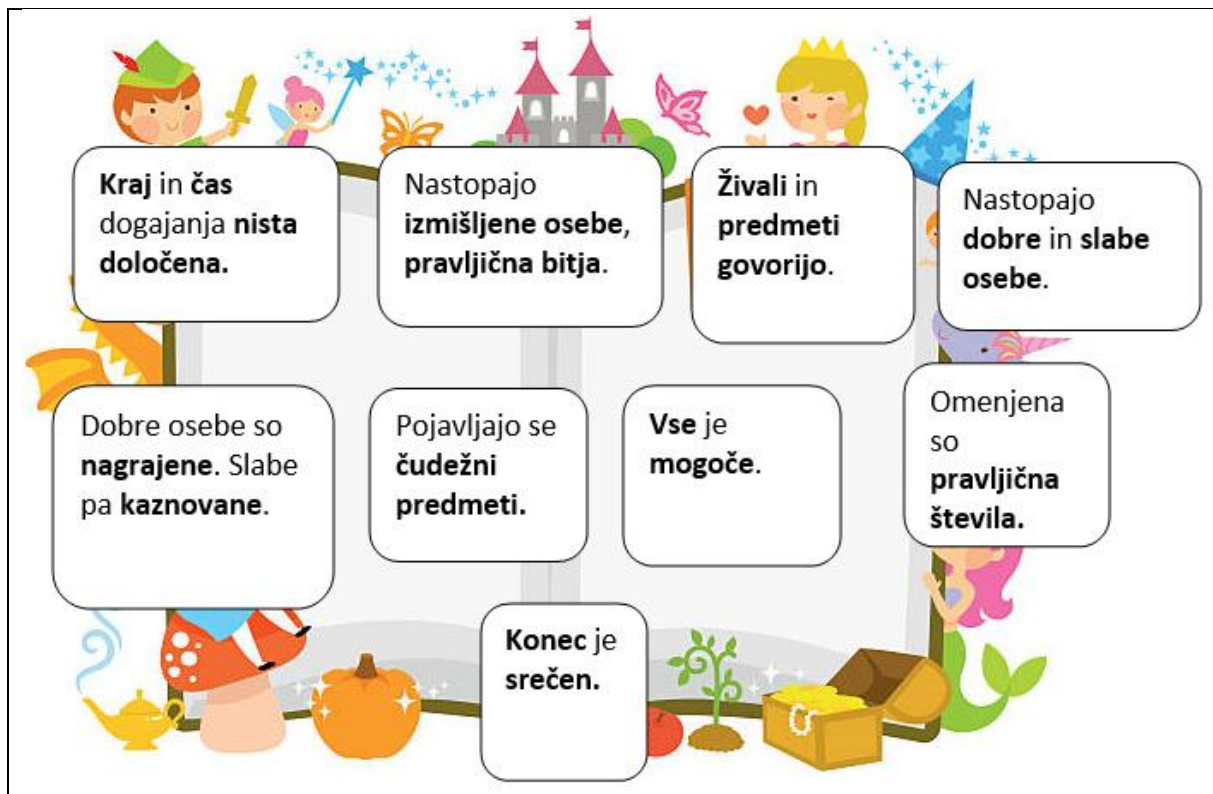 Kraj in čas
dogajanja nista
določena.
Nastopajo
izmišljene osebe,
pravljična bitja.
Živali in
predmeti
govorijo.
Nastopajo
dobre in slabe
osebe.
Dobre osebe so
nagrajene. Slabe
pa kaznovane.
Pojavljajo se
čudežni
predmeti.
Vse je
mogoče.
Omenjena
so
pravljična
števila.
Konec je
srečen.